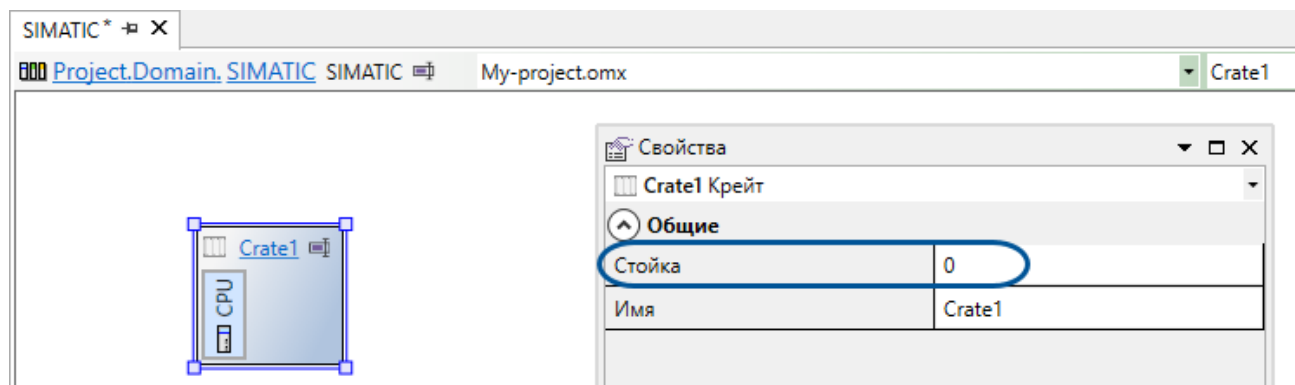 SIMATIC*
Project.Domain. SIMATIC SIMATIC My-project.omx Crate1
Свойства
Crate1 Крейт
Общие
Стойка 0
Имя Crate1
Crate1
CPU